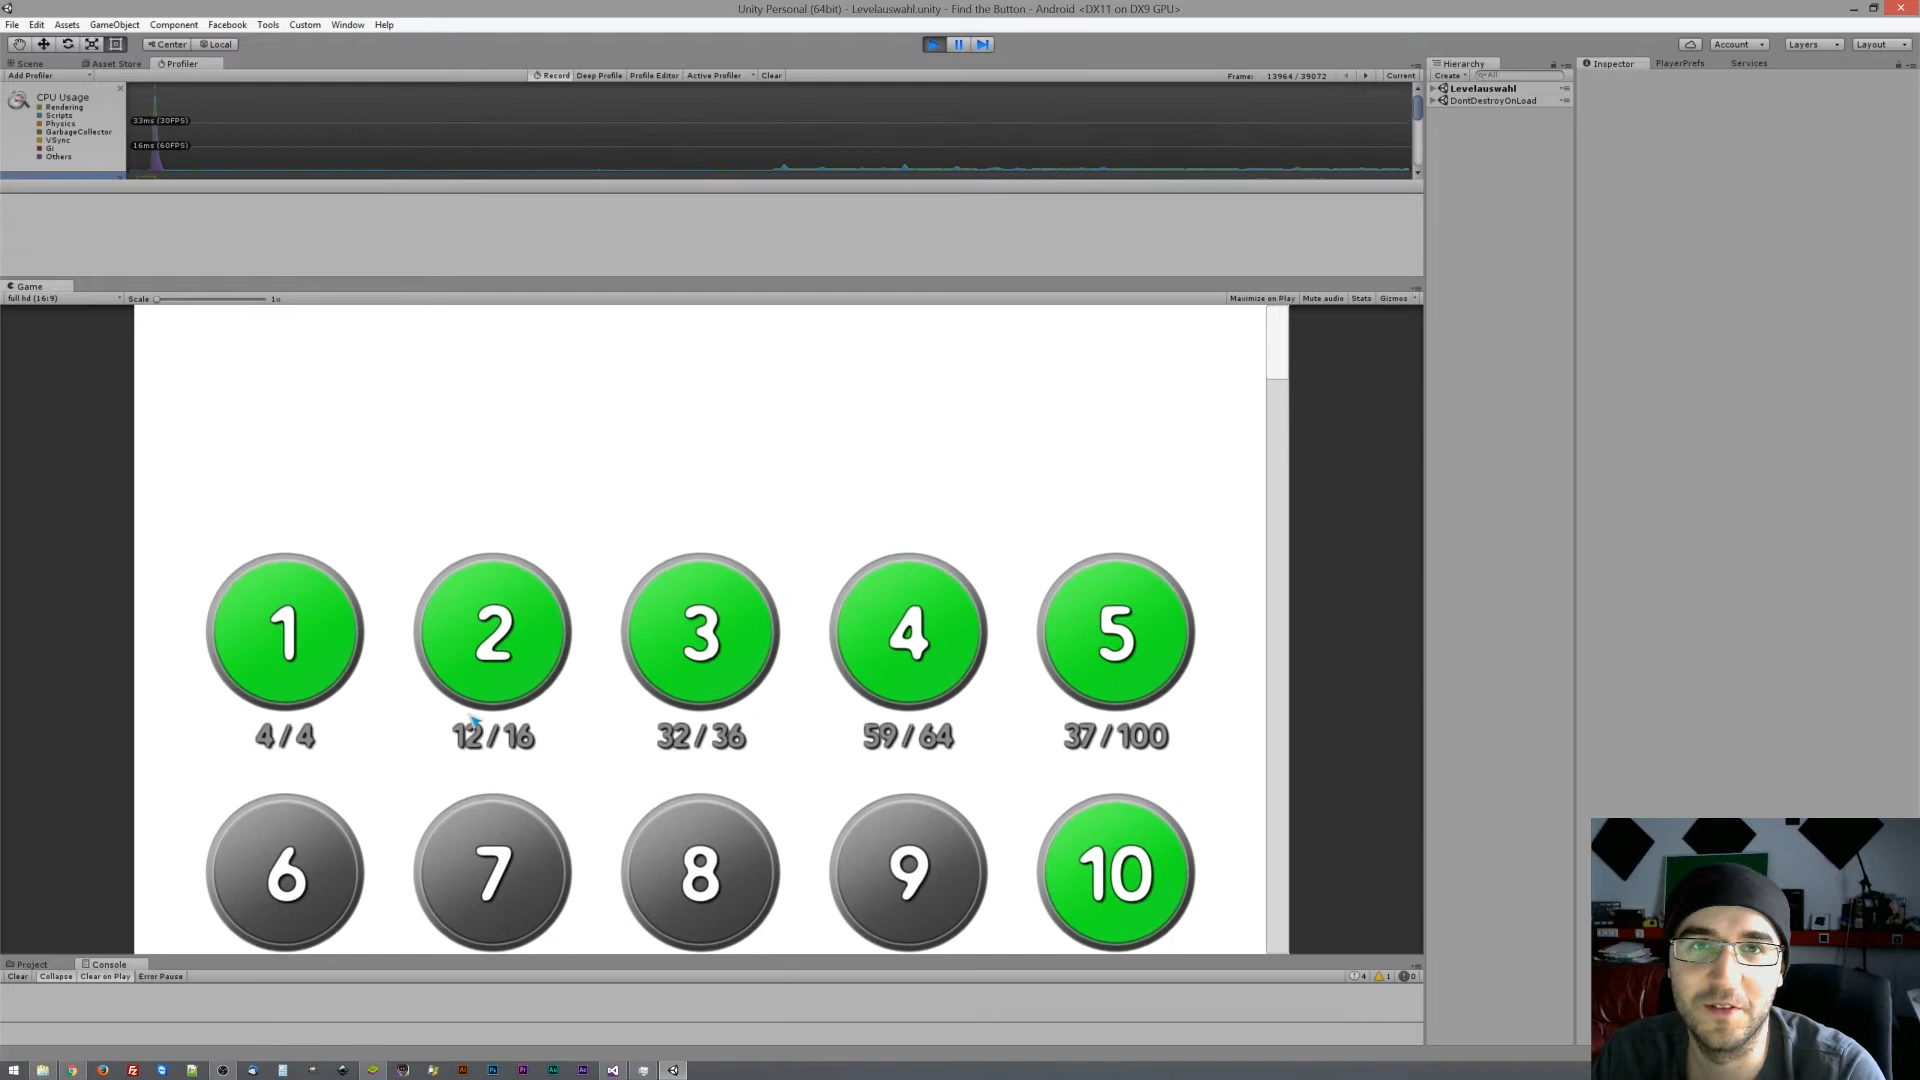 Unity Personal (64bit) - Levelauswahl.unity - Find the Button - Android <DX11 on DX9 GPU>
File Edit Assets GameObject Component Facebook Tools Custom Window Help
Center Local Account Layers Layout
Scene Asset Store Profiler Hierarchy Inspector PlayerPrefs Services
Add Profiler Record Deep Profile Profile Editor Active Profiler Clear Frame: 13964 / 39072 Current Create All
Levelauswahl
DontDestroyOnLoad
CPU Usage
Rendering
Scripts
Physics
GarbageCollector
VSync
Gi
Others
33ms (30FPS)
16ms (60FPS)
Game
full hd (16:9) Scale 1x Maximize on Play Mute audio Stats Gizmos
1 2 3 4 5
4 / 4 12 / 16 32 / 36 59 / 64 37 / 100
6 7 8 9 10
Project Console
Clear Collapse Clear on Play Error Pause 4 1 0